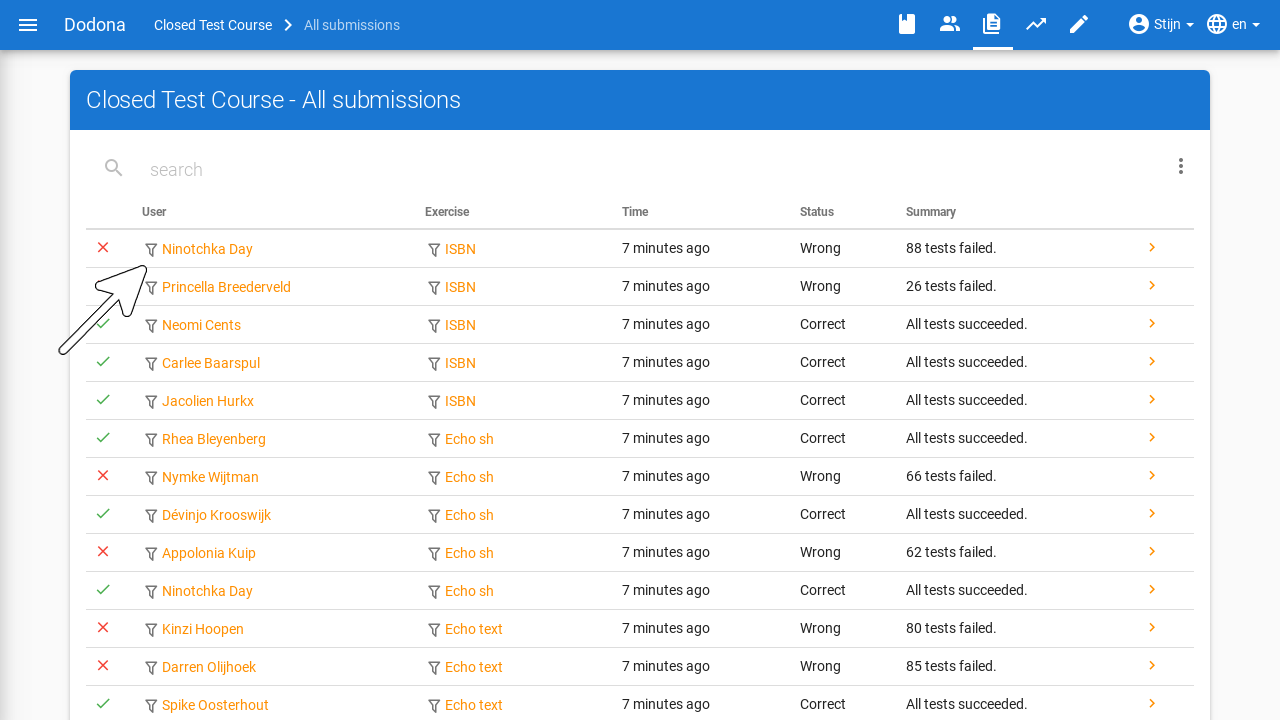 Dodona Closed Test Course All submissions Stijn en
Closed Test Course - All submissions
search
User Exercise Time Status Summary
Ninotchka Day ISBN 7 minutes ago Wrong 88 tests failed.
Princella Breederveld ISBN 7 minutes ago Wrong 26 tests failed.
Neomi Cents ISBN 7 minutes ago Correct All tests succeeded.
Carlee Baarspul ISBN 7 minutes ago Correct All tests succeeded.
Jacolien Hurkx ISBN 7 minutes ago Correct All tests succeeded.
Rhea Bleyenberg Echo sh 7 minutes ago Correct All tests succeeded.
Nymke Wijtman Echo sh 7 minutes ago Wrong 66 tests failed.
Dévinjo Krooswijk Echo sh 7 minutes ago Correct All tests succeeded.
Appolonia Kuip Echo sh 7 minutes ago Wrong 62 tests failed.
Ninotchka Day Echo sh 7 minutes ago Correct All tests succeeded.
Kinzi Hoopen Echo text 7 minutes ago Wrong 80 tests failed.
Darren Olijhoek Echo text 7 minutes ago Wrong 85 tests failed.
Spike Oosterhout Echo text 7 minutes ago Correct All tests succeeded.